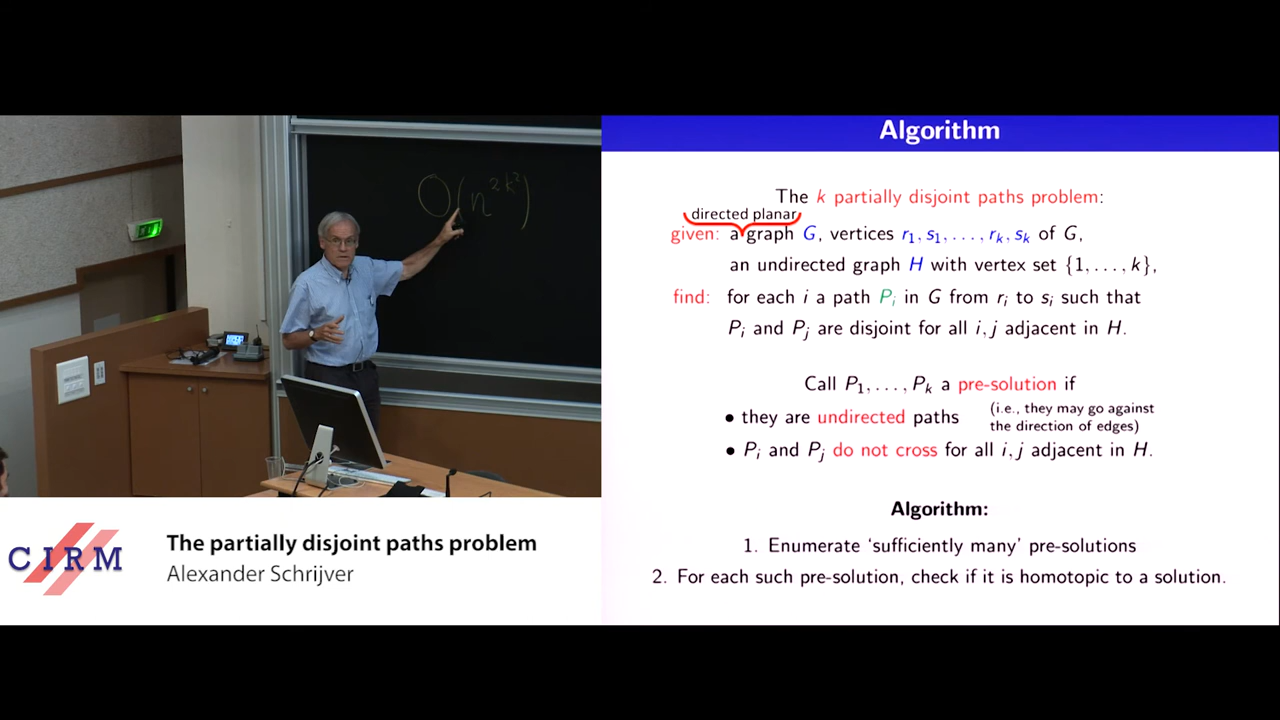 O(n^{2k^2})
Algorithm
The k partially disjoint paths problem:
directed planar
given: a graph G, vertices r₁, s₁, . . . , rₖ, sₖ of G,
an undirected graph H with vertex set {1, . . . , k},
find: for each i a path Pᵢ in G from rᵢ to sᵢ such that
Pᵢ and Pⱼ are disjoint for all i, j adjacent in H.
Call P₁, . . . , Pₖ a pre-solution if
• they are undirected paths (i.e., they may go against
the direction of edges)
• Pᵢ and Pⱼ do not cross for all i, j adjacent in H.
Algorithm:
1. Enumerate ‘sufficiently many’ pre-solutions
2. For each such pre-solution, check if it is homotopic to a solution.
CIRM
The partially disjoint paths problem
Alexander Schrijver